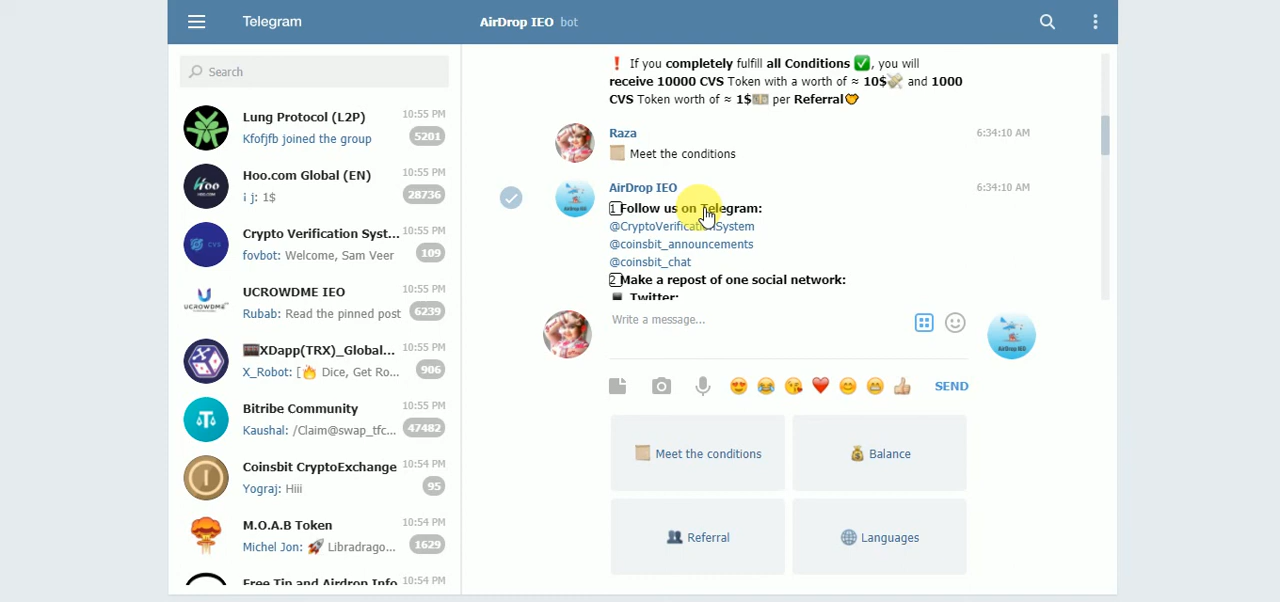 Telegram
AirDrop IEO bot
Search
Lung Protocol (L2P) 10:55 PM
Kfofjfb joined the group 5201
Hoo.com Global (EN) 10:55 PM
i j: 1$ 28736
Crypto Verification Syst... 10:55 PM
fovbot: Welcome, Sam Veer 109
UCROWDME IEO 10:55 PM
Rubab: Read the pinned post 6239
XDapp(TRX)_Global... 10:55 PM
X_Robot: [🔥 Dice, Get Ro... 906
Bitribe Community 10:55 PM
Kaushal: /Claim@swap_tfc... 47482
Coinsbit CryptoExchange 10:54 PM
Yograj: Hiii 95
M.O.A.B Token 10:54 PM
Michel Jon: 🚀 Libradrago... 1629
Free Tip and Airdrop Info 10:54 PM
❗ If you completely fulfill all Conditions ✅, you will
receive 10000 CVS Token with a worth of ≈ 10$💸 and 1000
CVS Token worth of ≈ 1$💵 per Referral🤝
Raza 6:34:10 AM
📜 Meet the conditions
AirDrop IEO 6:34:10 AM
1 Follow us on Telegram:
@CryptoVerificationSystem
@coinsbit_announcements
@coinsbit_chat
2 Make a repost of one social network:
Twitter:
Write a message...
SEND
📜 Meet the conditions
💰 Balance
👥 Referral
🌐 Languages